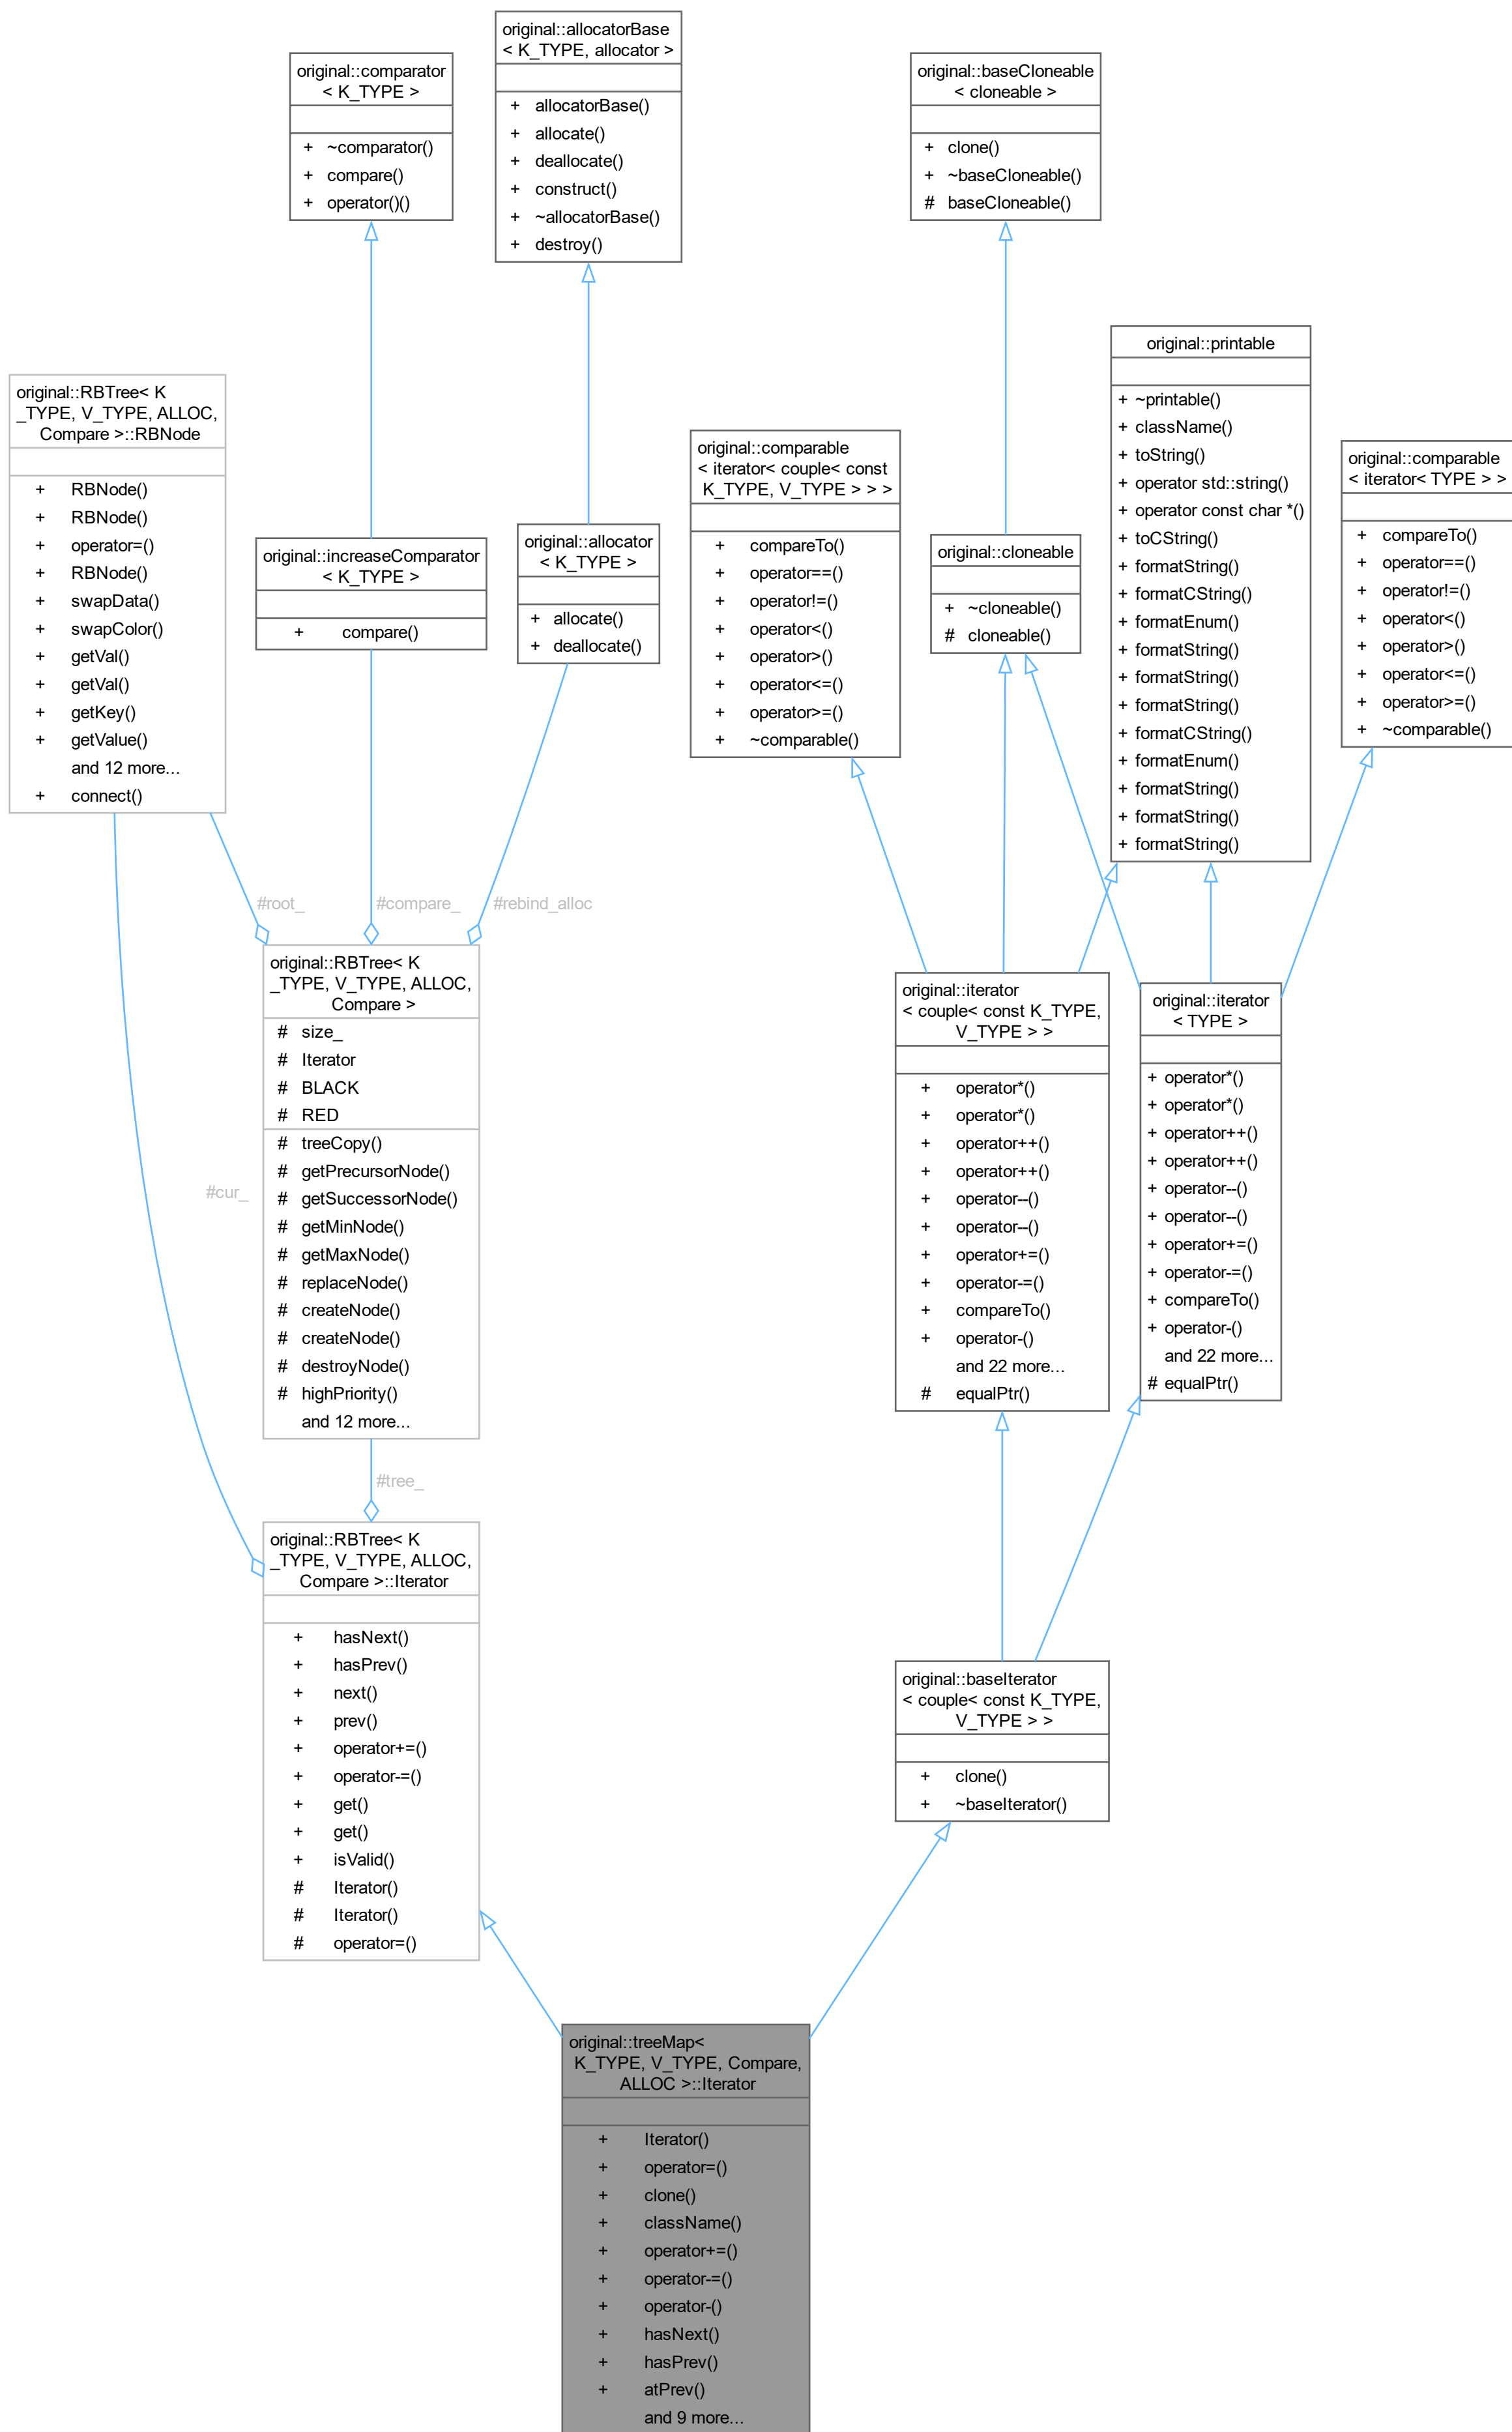 original::allocatorBase
< K_TYPE, allocator >
+ allocatorBase()
+ allocate()
+ deallocate()
+ construct()
+ ~allocatorBase()
+ destroy()
original::comparator
< K_TYPE >
+ ~comparator()
+ compare()
+ operator()()
original::baseCloneable
< cloneable >
+ clone()
+ ~baseCloneable()
# baseCloneable()
original::printable
+ ~printable()
+ className()
+ toString()
+ operator std::string()
+ operator const char *()
+ toCString()
+ formatString()
+ formatCString()
+ formatEnum()
+ formatString()
+ formatString()
+ formatString()
+ formatCString()
+ formatEnum()
+ formatString()
+ formatString()
+ formatString()
original::RBTree< K
_TYPE, V_TYPE, ALLOC,
Compare >::RBNode
+ RBNode()
+ RBNode()
+ operator=()
+ RBNode()
+ swapData()
+ swapColor()
+ getVal()
+ getVal()
+ getKey()
+ getValue()
and 12 more...
+ connect()
original::comparable
< iterator< couple< const
K_TYPE, V_TYPE > > >
+ compareTo()
+ operator==()
+ operator!=()
+ operator<()
+ operator>()
+ operator<=()
+ operator>=()
+ ~comparable()
original::comparable
< iterator< TYPE > >
+ compareTo()
+ operator==()
+ operator!=()
+ operator<()
+ operator>()
+ operator<=()
+ operator>=()
+ ~comparable()
original::increaseComparator
< K_TYPE >
+ compare()
original::allocator
< K_TYPE >
+ allocate()
+ deallocate()
original::cloneable
+ ~cloneable()
# cloneable()
#root_
#compare_
#rebind_alloc
original::RBTree< K
_TYPE, V_TYPE, ALLOC,
Compare >
# size_
# Iterator
# BLACK
# RED
# treeCopy()
# getPrecursorNode()
# getSuccessorNode()
# getMinNode()
# getMaxNode()
# replaceNode()
# createNode()
# createNode()
# destroyNode()
# highPriority()
and 12 more...
original::iterator
< couple< const K_TYPE,
V_TYPE > >
+ operator*()
+ operator*()
+ operator++()
+ operator++()
+ operator--()
+ operator--()
+ operator+=()
+ operator-=()
+ compareTo()
+ operator-()
and 22 more...
# equalPtr()
original::iterator
< TYPE >
+ operator*()
+ operator*()
+ operator++()
+ operator++()
+ operator--()
+ operator--()
+ operator+=()
+ operator-=()
+ compareTo()
+ operator-()
and 22 more...
# equalPtr()
#cur_
#tree_
original::RBTree< K
_TYPE, V_TYPE, ALLOC,
Compare >::Iterator
+ hasNext()
+ hasPrev()
+ next()
+ prev()
+ operator+=()
+ operator-=()
+ get()
+ get()
+ isValid()
# Iterator()
# Iterator()
# operator=()
original::baseIterator
< couple< const K_TYPE,
V_TYPE > >
+ clone()
+ ~baseIterator()
original::treeMap<
K_TYPE, V_TYPE, Compare,
ALLOC >::Iterator
+ Iterator()
+ operator=()
+ clone()
+ className()
+ operator+=()
+ operator-=()
+ operator-()
+ hasNext()
+ hasPrev()
+ atPrev()
and 9 more...